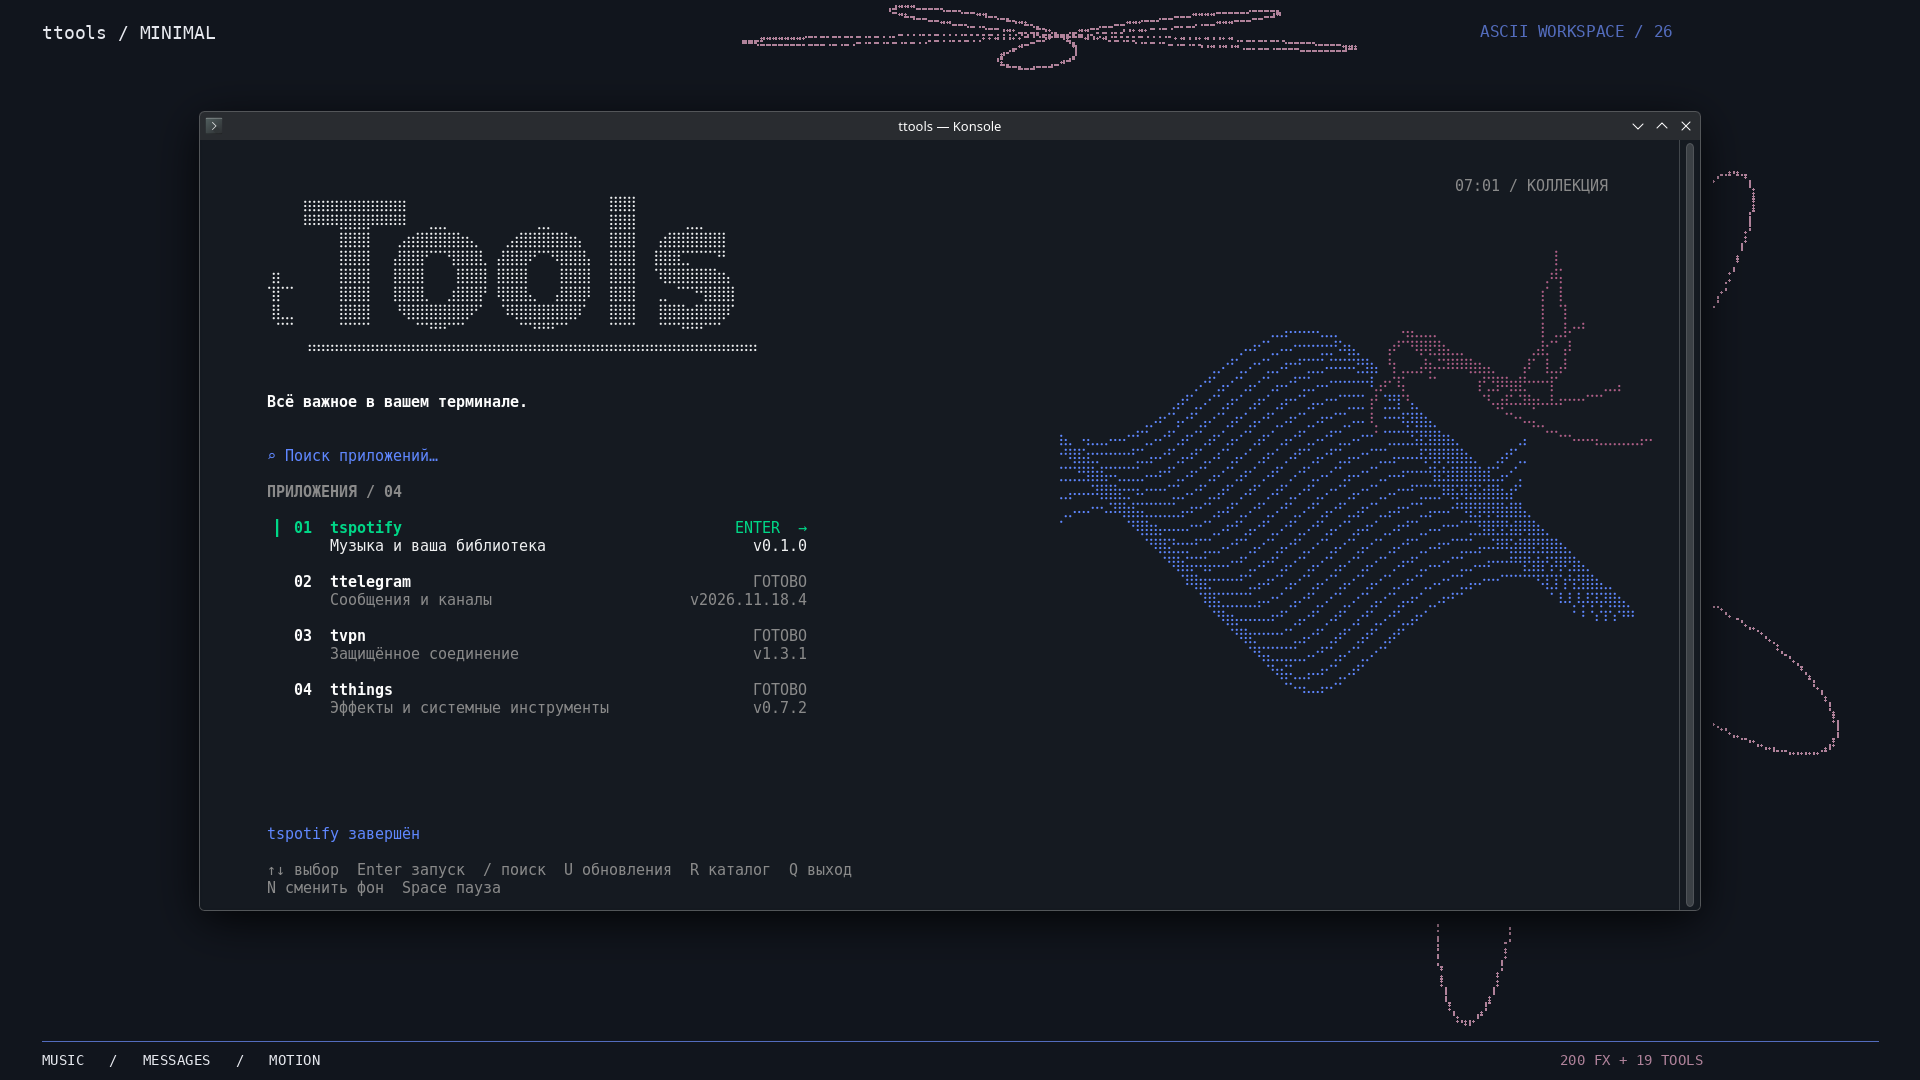 ttools / MINIMAL
ASCII WORKSPACE / 26
ttools — Konsole
07:01 / КОЛЛЕКЦИЯ
tTools
Всё важное в вашем терминале.
⌕ Поиск приложений…
ПРИЛОЖЕНИЯ / 04
01 tspotify ENTER →
Музыка и ваша библиотека v0.1.0
02 ttelegram ГОТОВО
Сообщения и каналы v2026.11.18.4
03 tvpn ГОТОВО
Защищённое соединение v1.3.1
04 tthings ГОТОВО
Эффекты и системные инструменты v0.7.2
tspotify завершён
↑↓ выбор Enter запуск / поиск U обновления R каталог Q выход
N сменить фон Space пауза
MUSIC / MESSAGES / MOTION
200 FX + 19 TOOLS